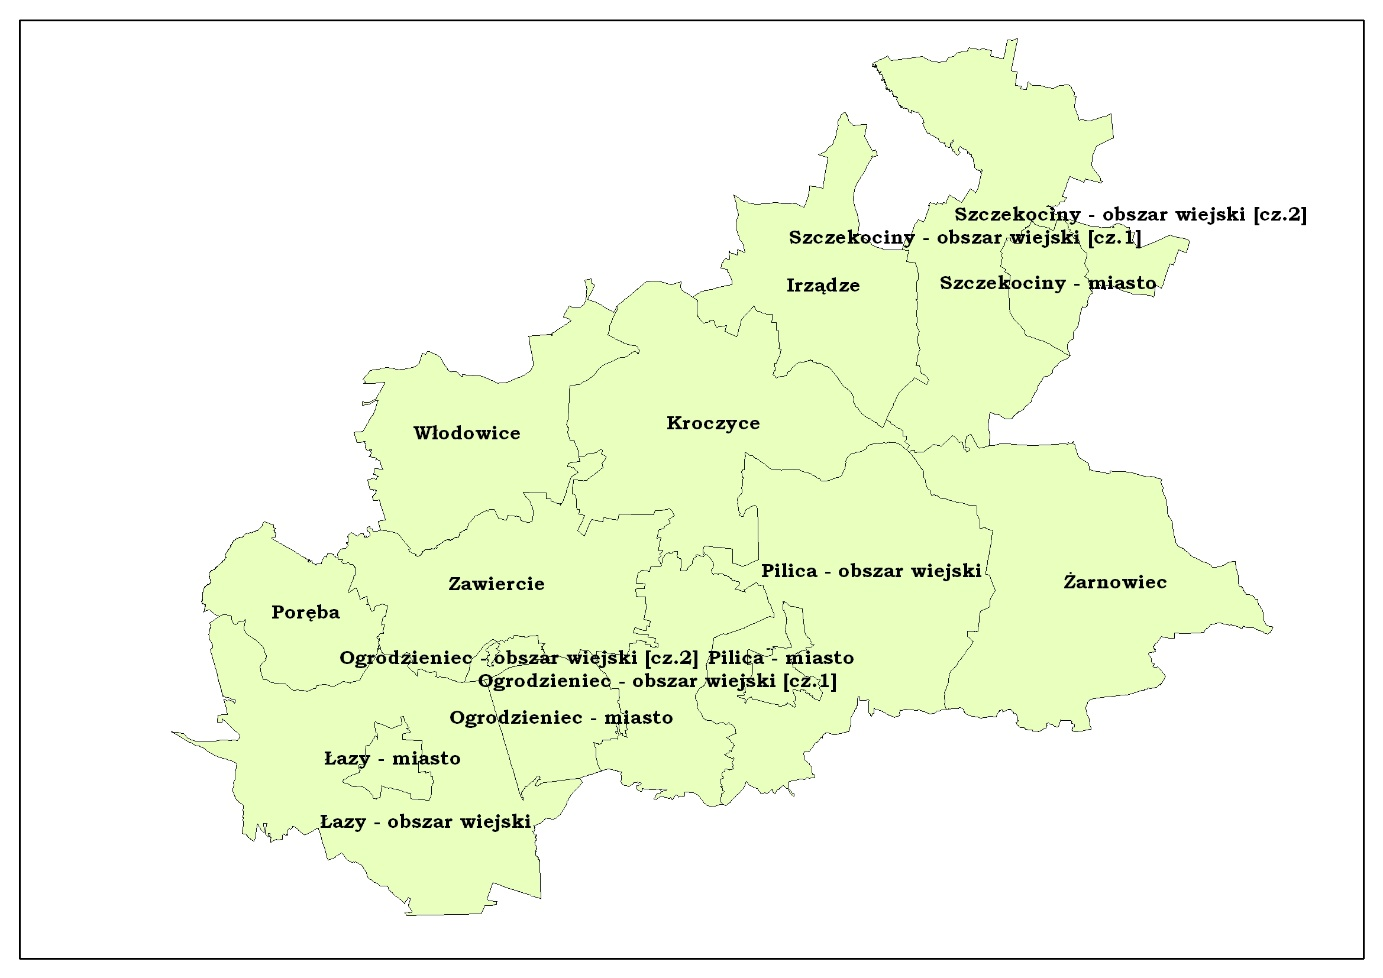 Szczekociny - obszar wiejski [cz.2]
Szczekociny - obszar wiejski [cz.1]
Irządze
Szczekociny - miasto
Kroczyce
Włodowice
Pilica - obszar wiejski
Żarnowiec
Zawiercie
Poręba
Ogrodzieniec - obszar wiejski [cz.2]
Pilica - miasto
Ogrodzieniec - obszar wiejski [cz.1]
Ogrodzieniec - miasto
Łazy - miasto
Łazy - obszar wiejski